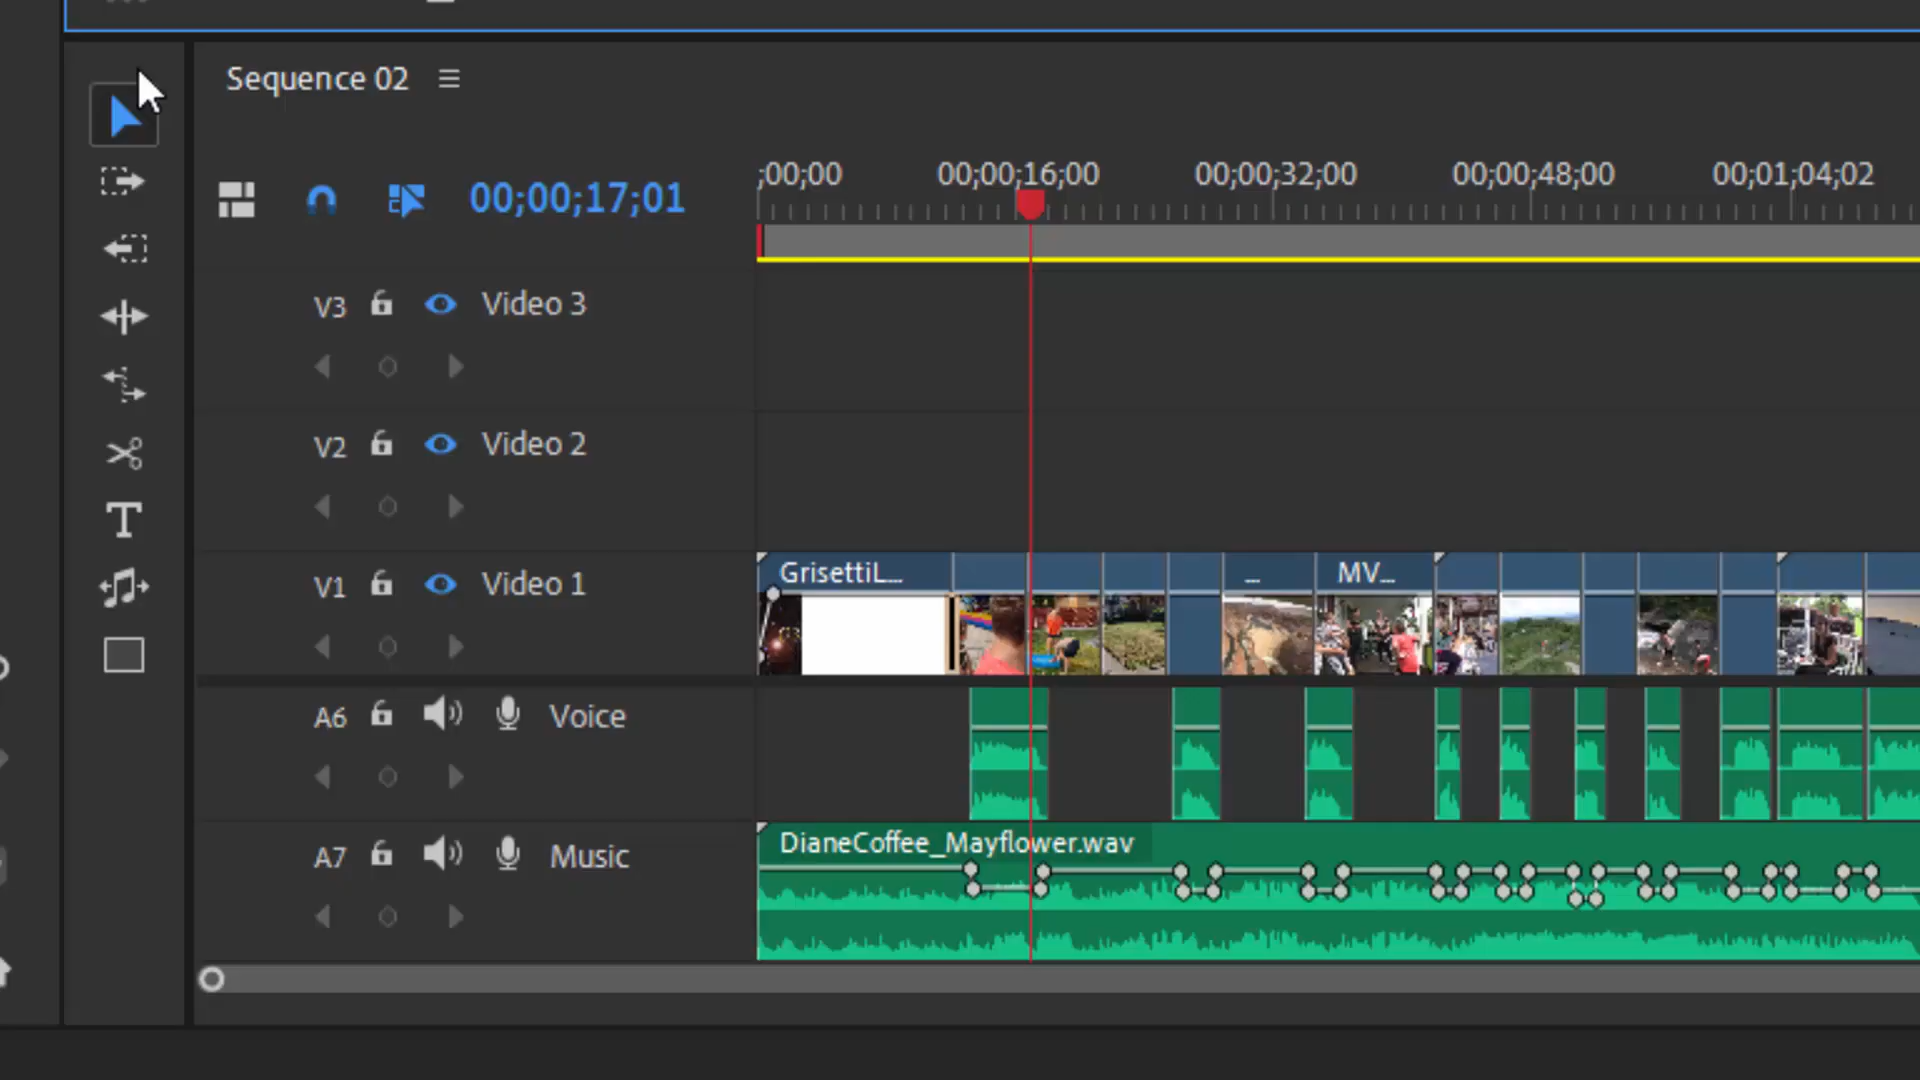 Sequence 02
00;00;17;01
;00;00 00;00;16;00 00;00;32;00 00;00;48;00 00;01;04;02
V3 Video 3
V2 Video 2
V1 Video 1
GrisettiL... ... MV...
A6 Voice
A7 Music
DianeCoffee_Mayflower.wav